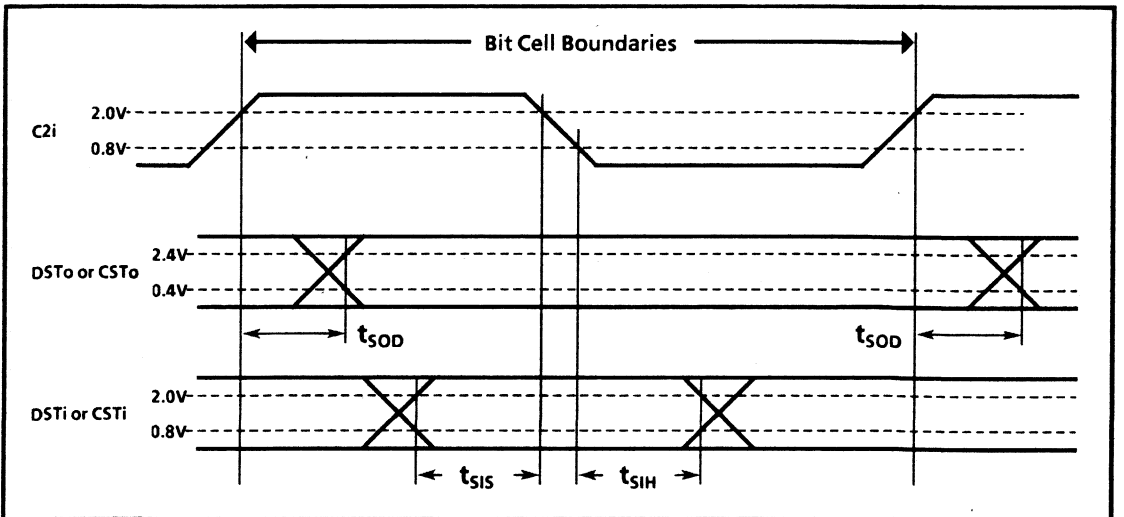 Bit Cell Boundaries
2.0V
C2i
0.8V
2.4V
DSTo or CSTo
0.4V
tSOD
tSOD
2.0V
DSTi or CSTi
0.8V
tSIS
tSIH